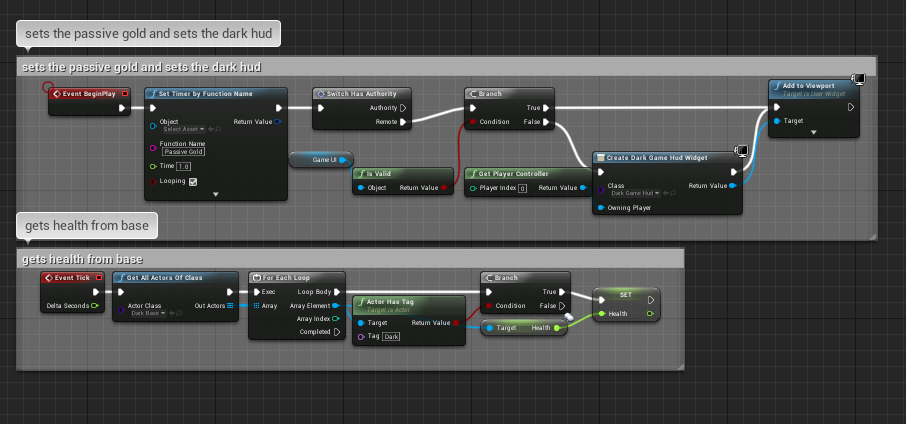 sets the passive gold and sets the dark hud
sets the passive gold and sets the dark hud
Event BeginPlay
Set Timer by Function Name
Object
Select Asset
Return Value
Function Name
Passive Gold
Time 1.0
Looping
Switch Has Authority
Authority
Remote
Game UI
Is Valid
Object Return Value
Branch
True
Condition False
Get Player Controller
Player Index 0 Return Value
Create Dark Game Hud Widget
Class
Dark Game Hud
Return Value
Owning Player
Add to Viewport
Target is User Widget
Target
gets health from base
gets health from base
Event Tick
Delta Seconds
Get All Actors Of Class
Actor Class
Dark Base
Out Actors
For Each Loop
Exec Loop Body
Array Array Element
Array Index
Completed
Actor Has Tag
Target is Actor
Target Return Value
Tag Dark
Branch
True
Condition False
Target Health
SET
Health